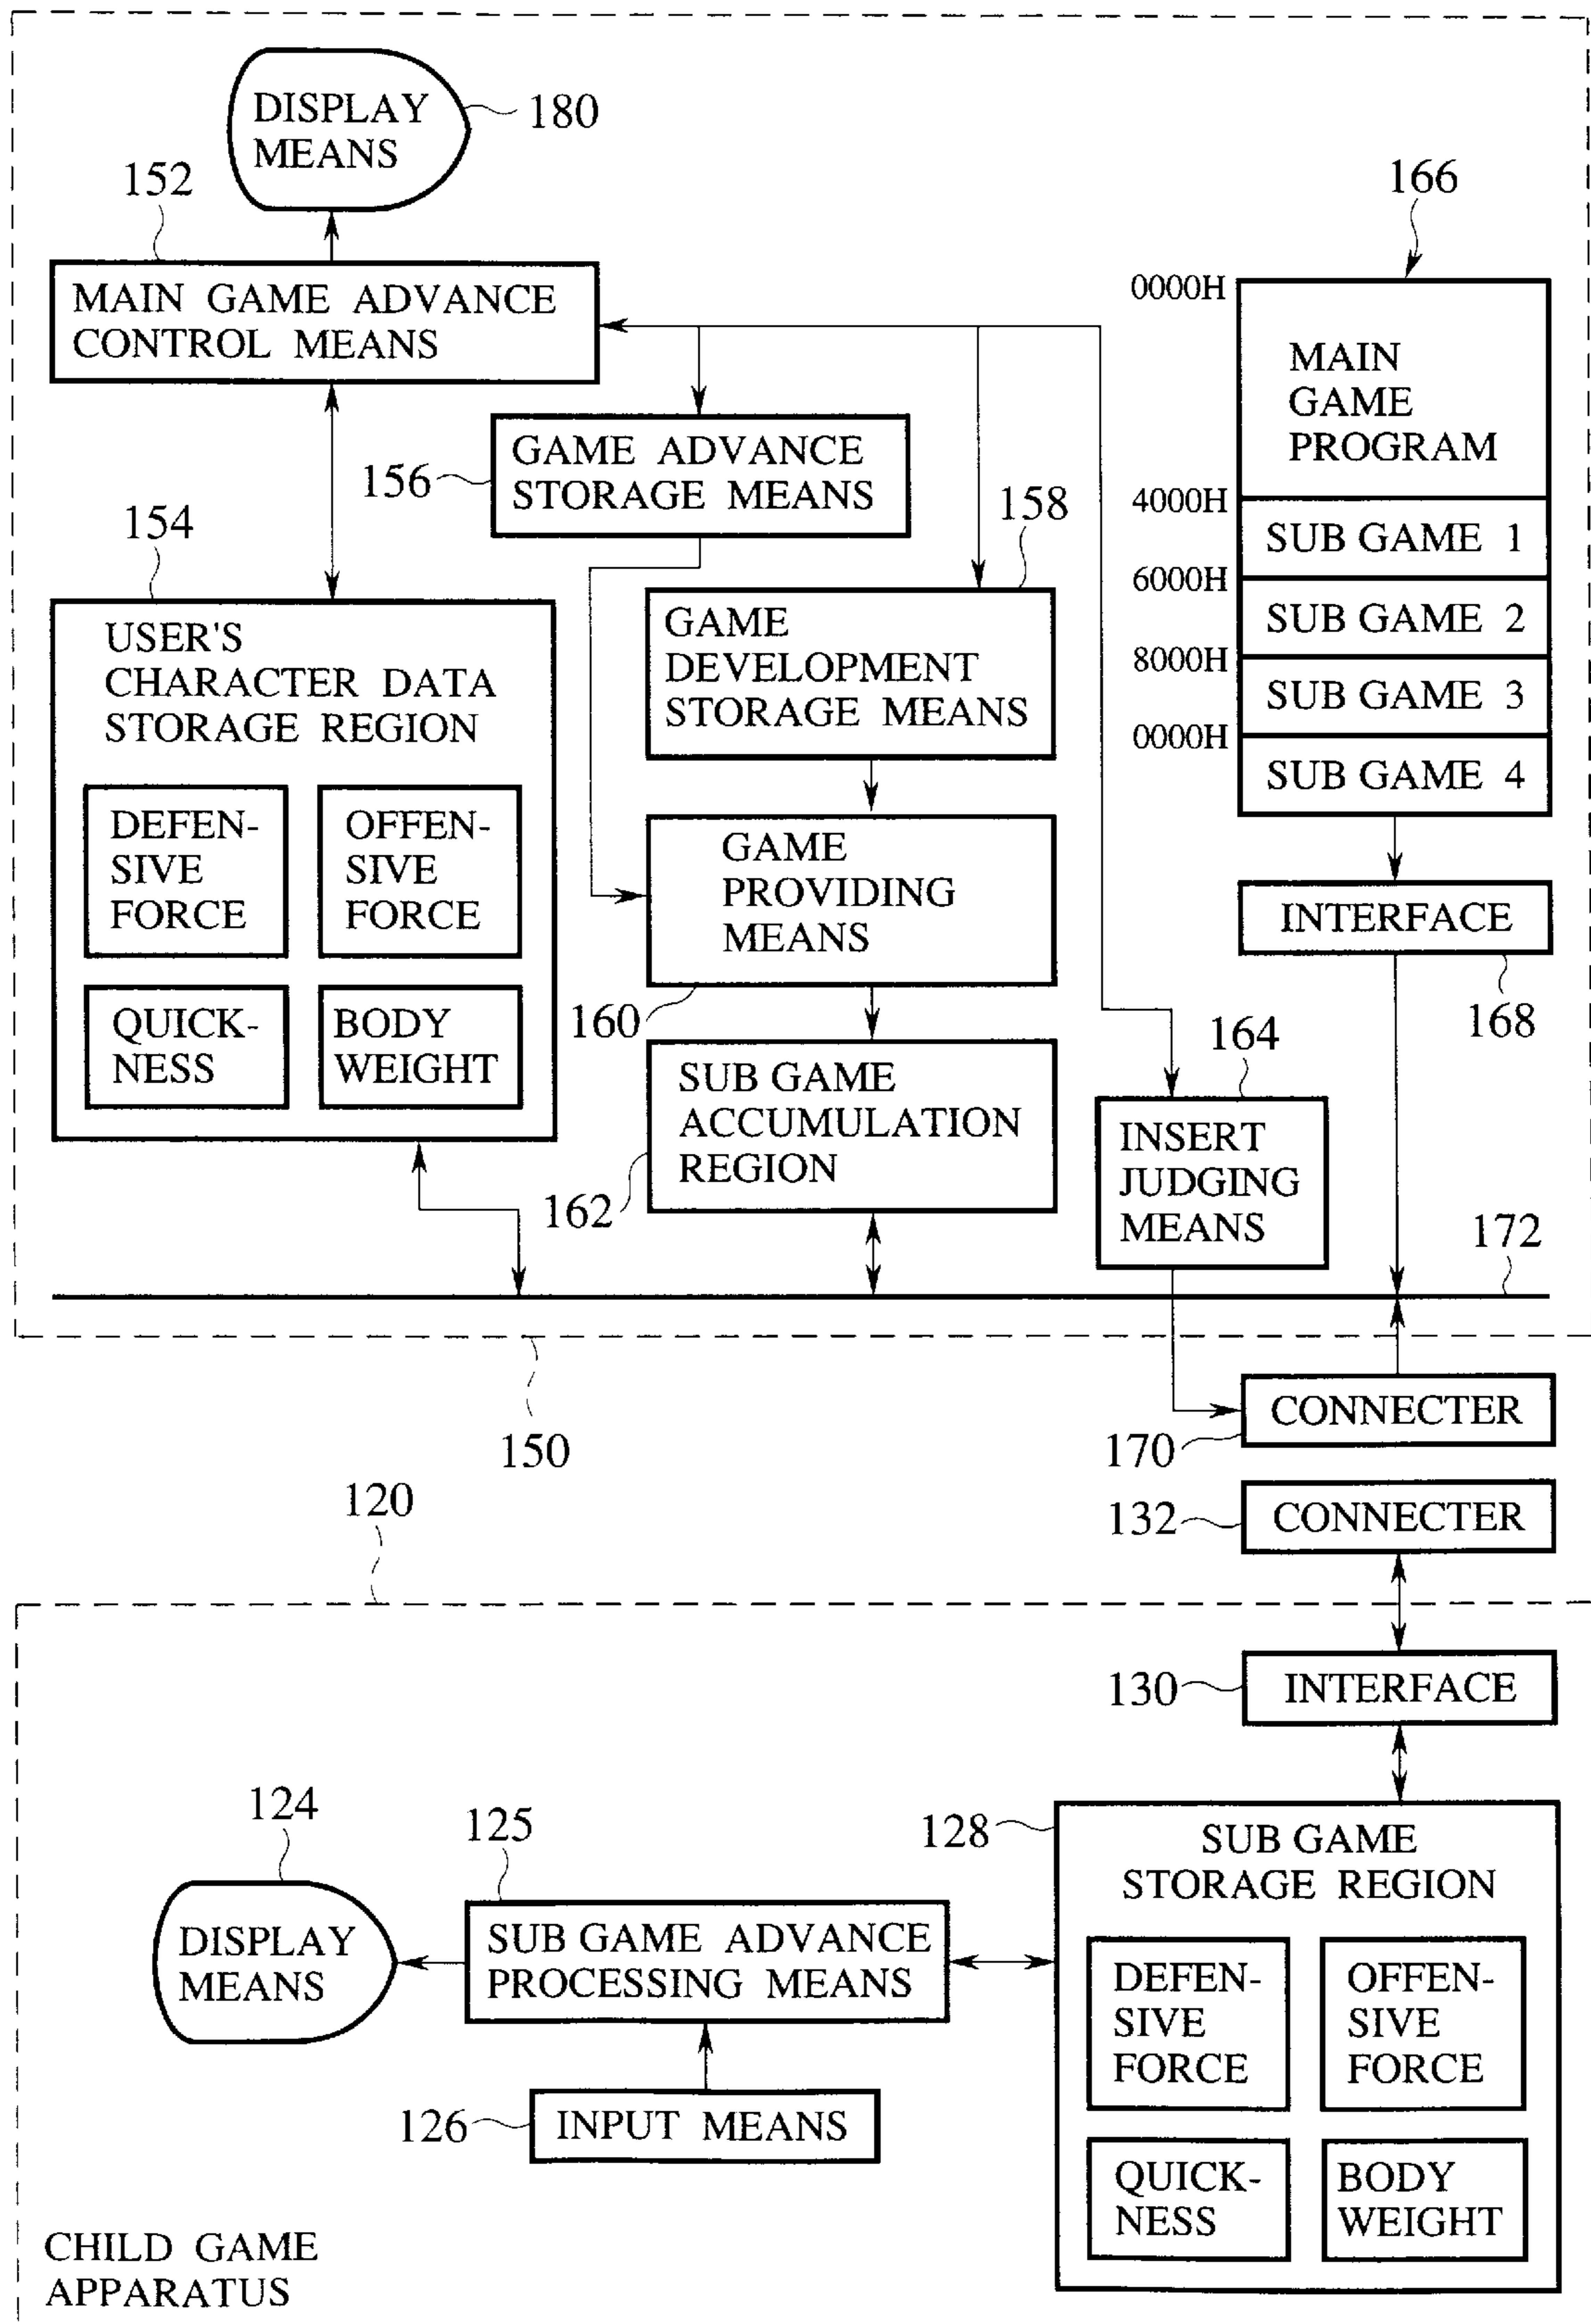 DISPLAY
MEANS
180
152
166
MAIN GAME ADVANCE
CONTROL MEANS
0000H
MAIN
GAME
PROGRAM
GAME ADVANCE
STORAGE MEANS
156
4000H
SUB GAME 1
154
158
6000H
SUB GAME 2
USER'S
CHARACTER DATA
STORAGE REGION
GAME
DEVELOPMENT
STORAGE MEANS
8000H
SUB GAME 3
0000H
SUB GAME 4
DEFEN-
SIVE
FORCE
OFFEN-
SIVE
FORCE
GAME
PROVIDING
MEANS
INTERFACE
160
168
QUICK-
NESS
BODY
WEIGHT
164
SUB GAME
ACCUMULATION
REGION
162
INSERT
JUDGING
MEANS
172
150
CONNECTER
170
120
132
CONNECTER
130
INTERFACE
124
125
128
SUB GAME
STORAGE REGION
DISPLAY
MEANS
SUB GAME ADVANCE
PROCESSING MEANS
DEFEN-
SIVE
FORCE
OFFEN-
SIVE
FORCE
126
INPUT MEANS
QUICK-
NESS
BODY
WEIGHT
CHILD GAME
APPARATUS